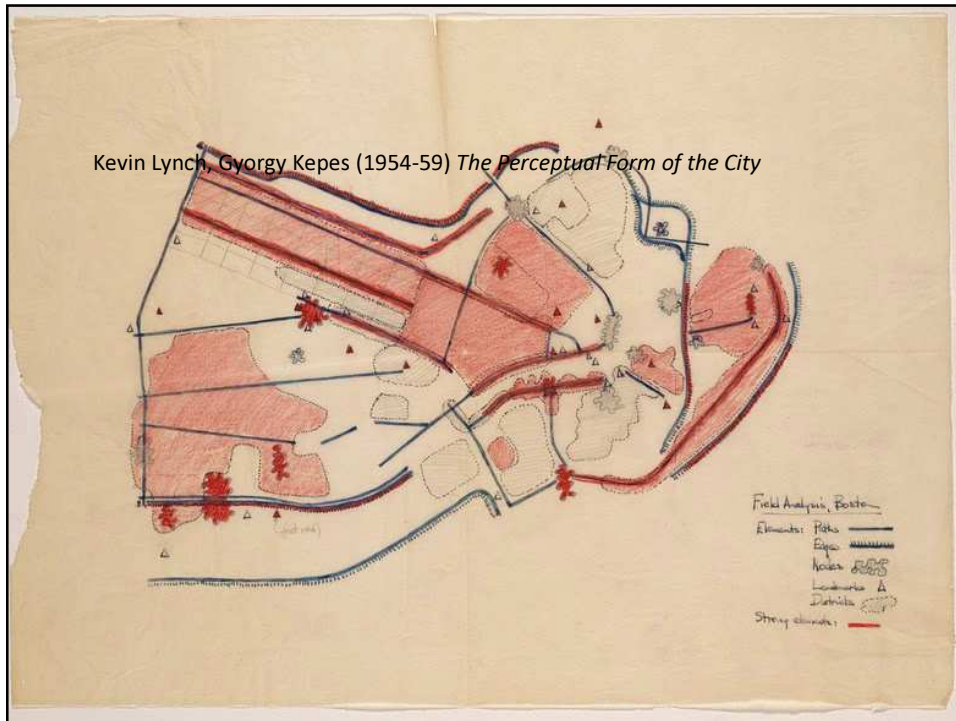 Kevin Lynch, Gyorgy Kepes (1954-59) The Perceptual Form of the City
Field Analysis, Boston
Elements: Paths
Edges
Nodes
Landmarks
Districts
Strong elements: